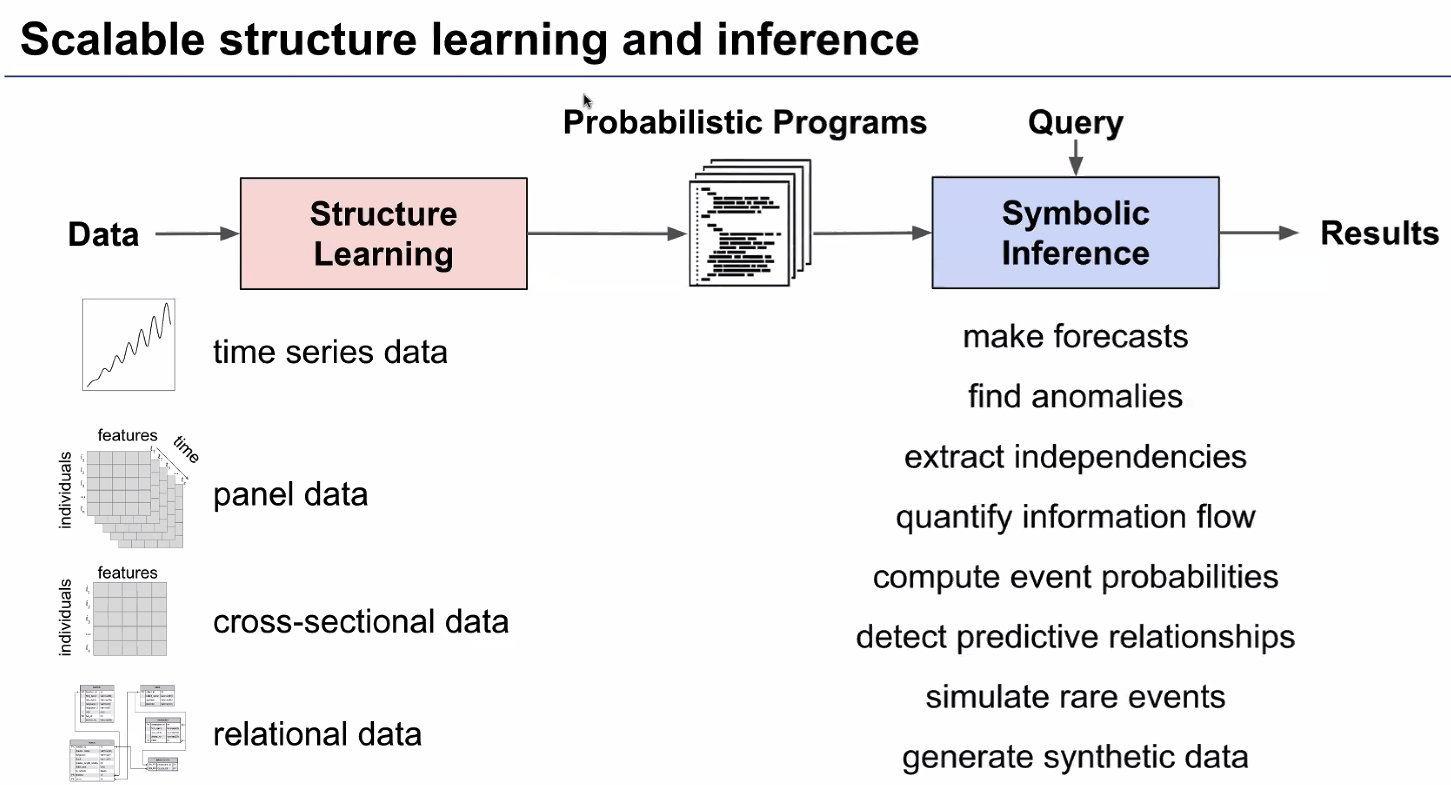 Scalable structure learning and inference
Probabilistic Programs
Query
Data
Structure
Learning
Symbolic
Inference
Results
time series data
features
time
individuals
panel data
features
individuals
cross-sectional data
relational data
make forecasts
find anomalies
extract independencies
quantify information flow
compute event probabilities
detect predictive relationships
simulate rare events
generate synthetic data